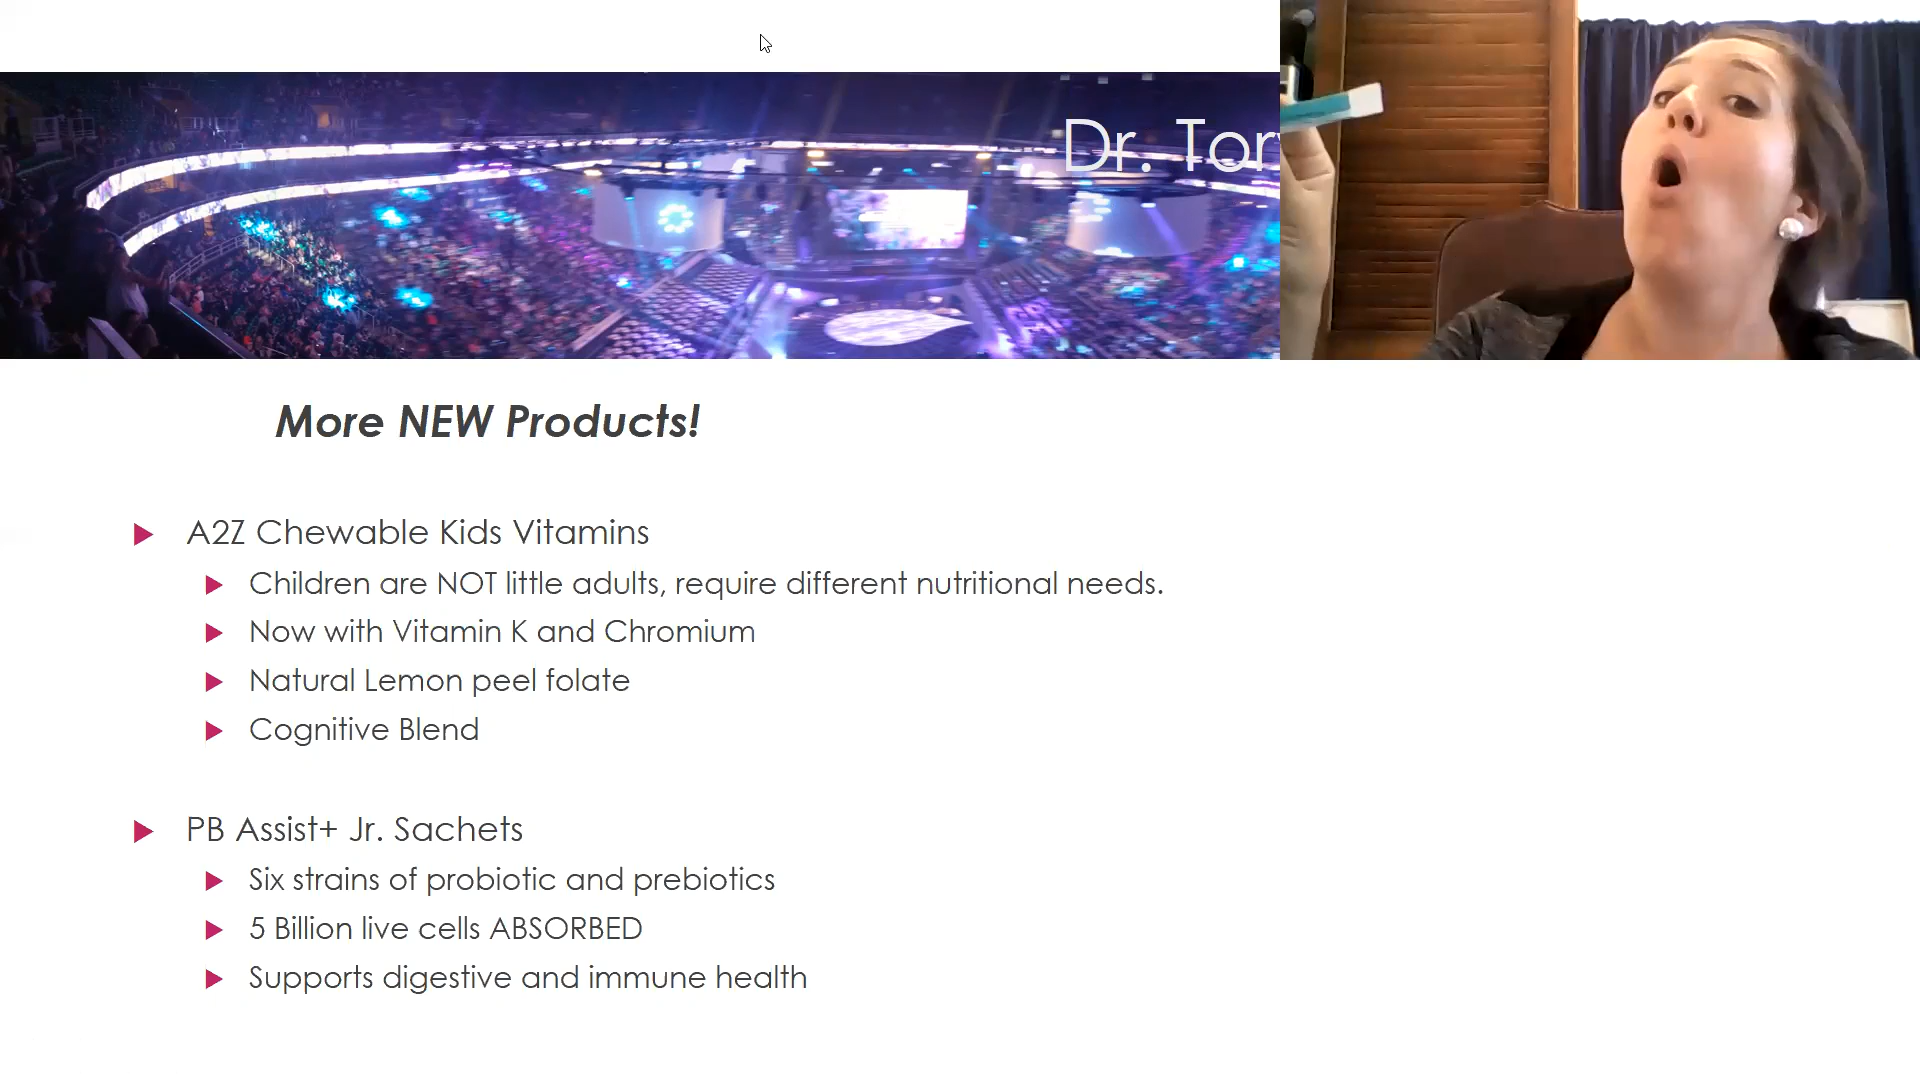 Dr. Tory
More NEW Products!
A2Z Chewable Kids Vitamins
Children are NOT little adults, require different nutritional needs.
Now with Vitamin K and Chromium
Natural Lemon peel folate
Cognitive Blend
PB Assist+ Jr. Sachets
Six strains of probiotic and prebiotics
5 Billion live cells ABSORBED
Supports digestive and immune health